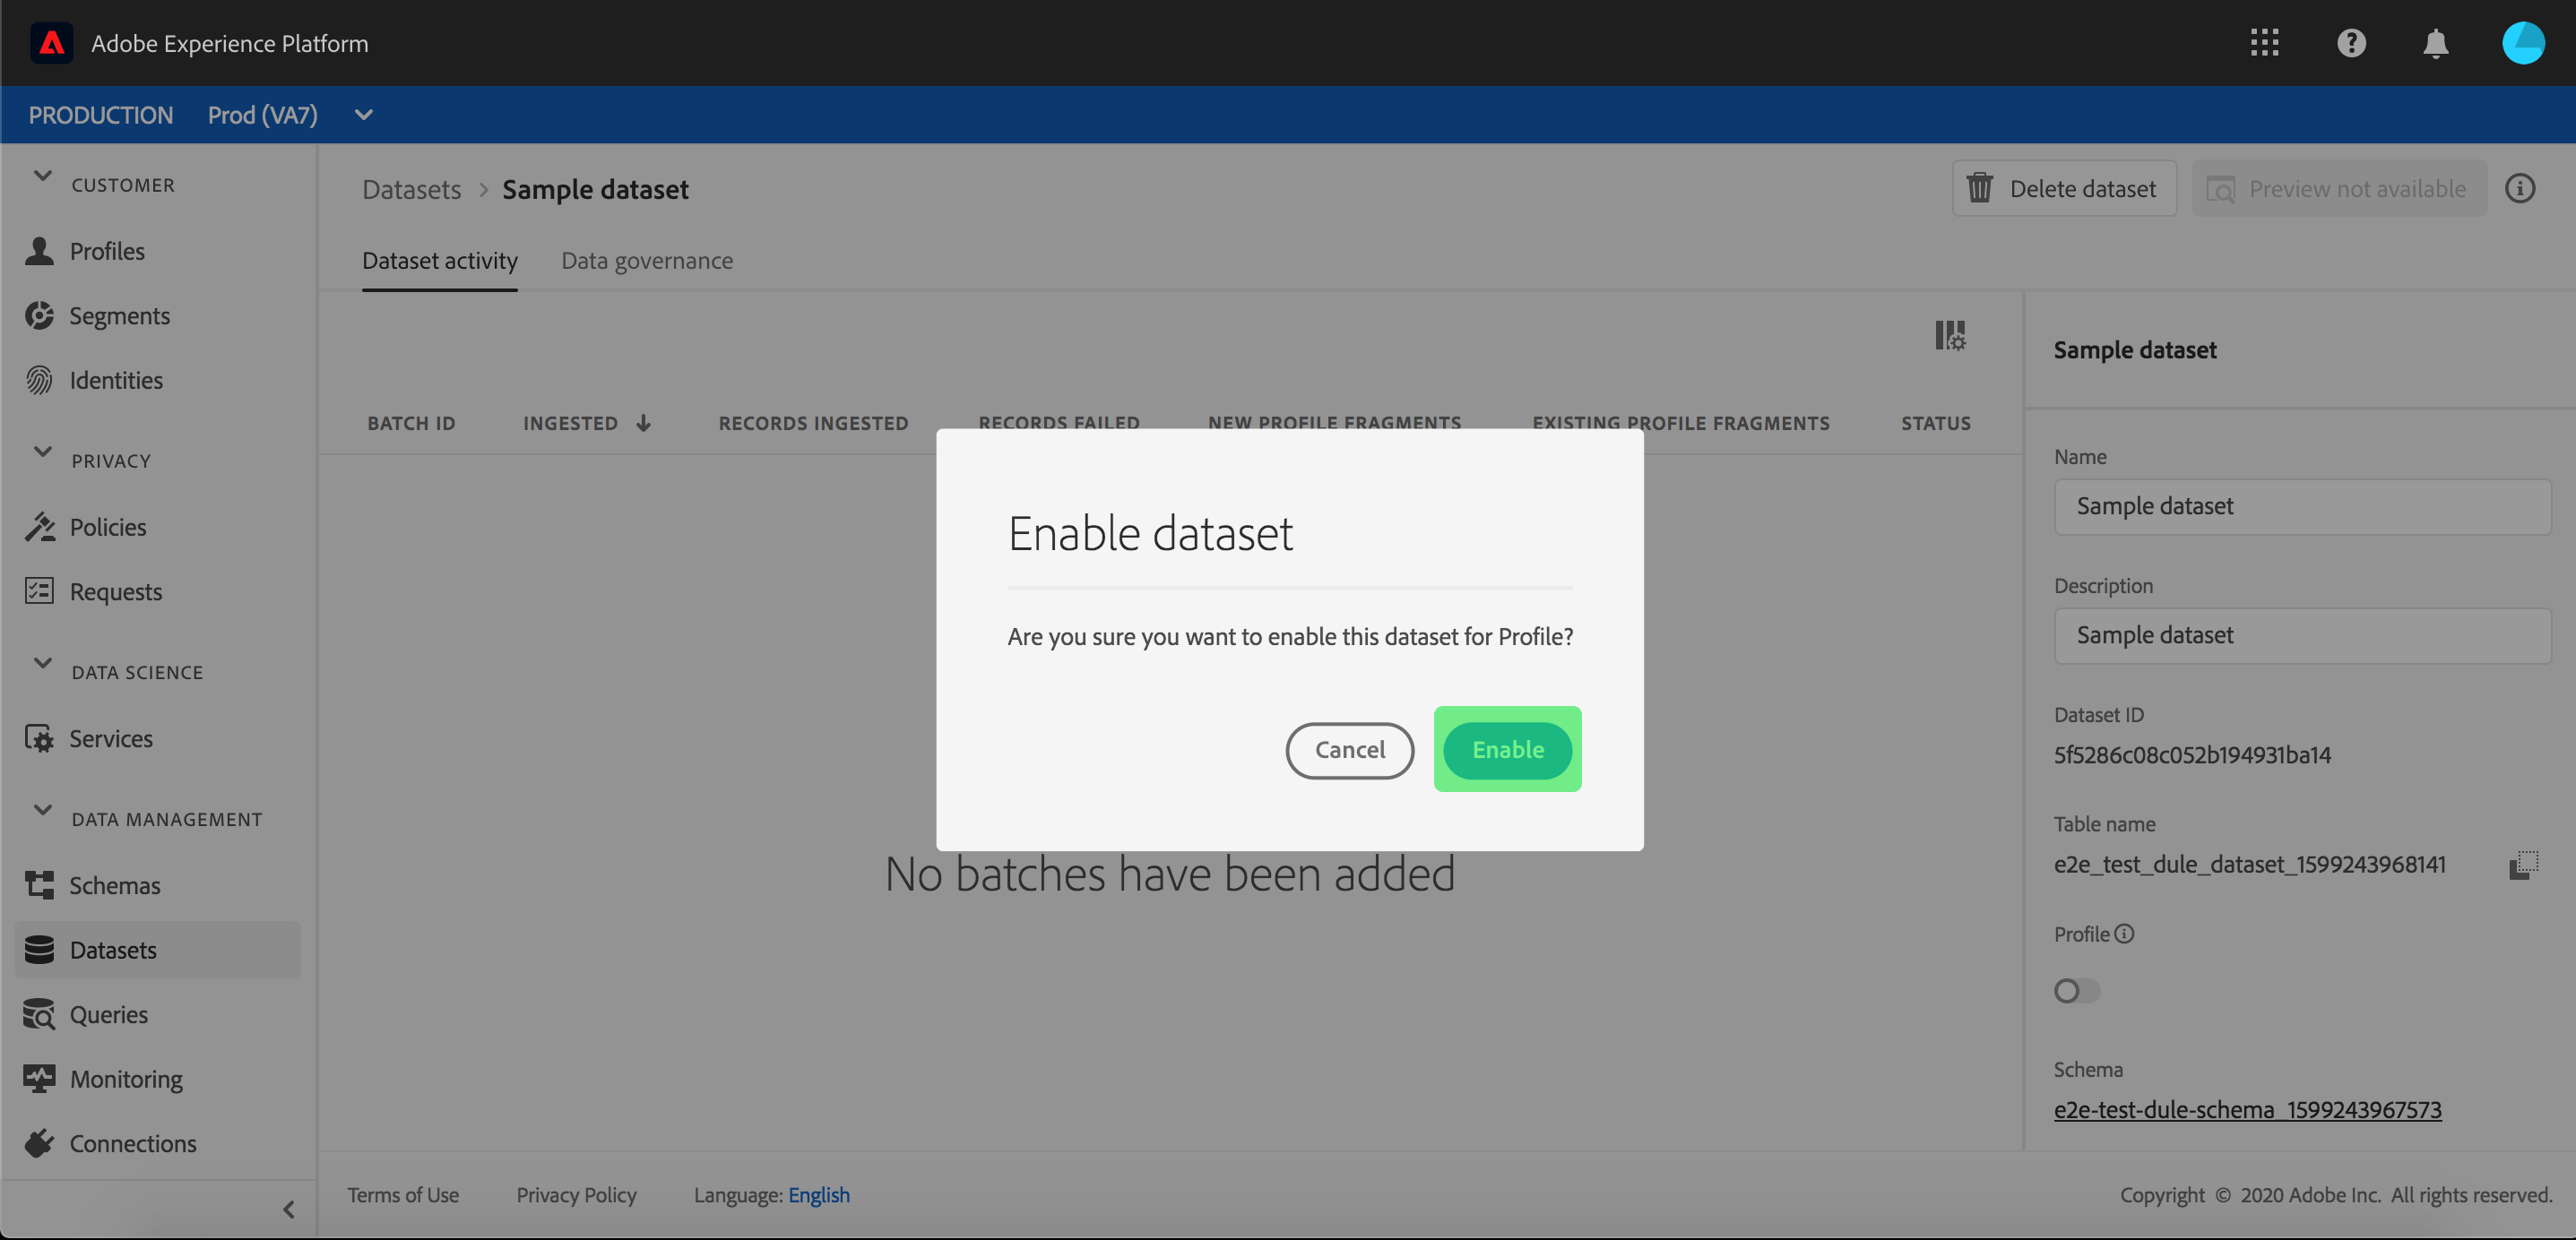 Adobe Experience Platform
PRODUCTION Prod (VA7)
CUSTOMER
Profiles
Segments
Identities
PRIVACY
Policies
Requests
DATA SCIENCE
Services
DATA MANAGEMENT
Schemas
Datasets
Queries
Monitoring
Connections
Datasets > Sample dataset
Delete dataset
Preview not available
Dataset activity Data governance
BATCH ID INGESTED RECORDS INGESTED RECORDS FAILED NEW PROFILE FRAGMENTS EXISTING PROFILE FRAGMENTS STATUS
Enable dataset
Are you sure you want to enable this dataset for Profile?
Cancel Enable
No batches have been added
Sample dataset
Name
Sample dataset
Description
Sample dataset
Dataset ID
5f5286c08c052b194931ba14
Table name
e2e_test_dule_dataset_1599243968141
Profile
Schema
e2e-test-dule-schema_1599243967573
Terms of Use Privacy Policy Language: English
Copyright © 2020 Adobe Inc. All rights reserved.